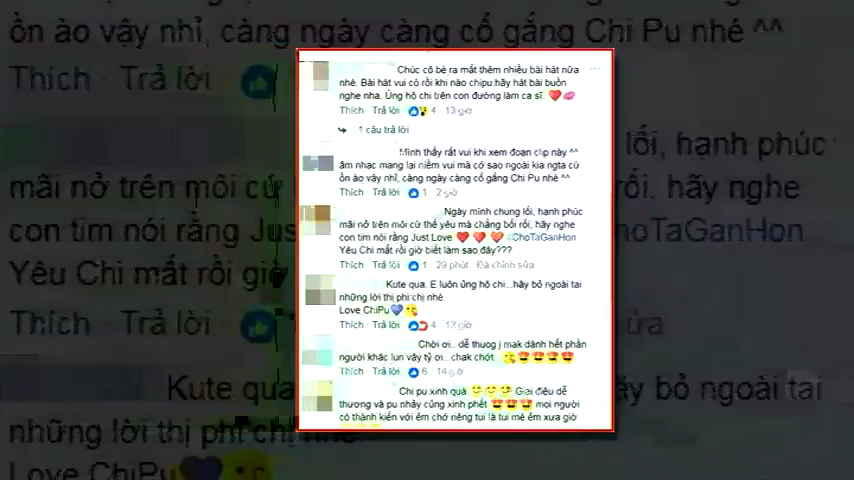 ồn ào vậy nhỉ, càng ngày càng cố gắng Chi Pu nhé ^^
Thích · Trả lời
Chúc cô bé ra mắt thêm nhiều bài hát nữa
nhé. Bài hát vui có rồi khi nào chipu hãy hát bài buồn
nghe nha. Ủng hộ chi trên con đường làm ca sĩ. ❤️💋
Thích · Trả lời · 4 · 13 giờ
1 câu trả lời
Mình thấy rất vui khi xem đoạn clip này ^^
âm nhạc mang lại niềm vui mà cớ sao ngoài kia ngta cứ
ồn ào vậy nhỉ, càng ngày càng cố gắng Chi Pu nhé ^^
Thích · Trả lời · 1 · 2 giờ
Ngày mình chung lối, hạnh phúc
mãi nở trên môi cứ thế yêu mà chẳng bối rối, hãy nghe
con tim nói rằng Just Love ❤️ ❤️ ❤️ #ChoTaGanHon
Yêu Chi mất rồi giờ biết làm sao đây???
Thích · Trả lời · 1 · 29 phút · Đã chỉnh sửa
Kute quá. E luôn ủng hộ chị...hãy bỏ ngoài tai
những lời thị phi chị nhé.
Love ChiPu💙😘
Thích · Trả lời · 4 · 12 giờ
Chời ơi.. dễ thuog j mak dành hết phần
người khác lun vậy tỷ ơi...chak chớt. 😘😍😍😍😍
Thích · Trả lời · 6 · 14 giờ
Chi pu xinh quá Giai điệu dễ
thương và pu nhảy cũng xinh phết 😍😍😍 mọi người
có thành kiến với êm chớ riêng tui là tui mê êm xưa giờ
lối, hạnh phúc
mãi nở trên môi cứ
rối, hãy nghe
con tim nói rằng Jus
hoTaGanHon
Yêu Chi mất rồi giờ
Thích · Trả lời
ửa
Kute qua
ãy bỏ ngoài tai
những lời thị phi chị nhé.
Love ChiPu💙